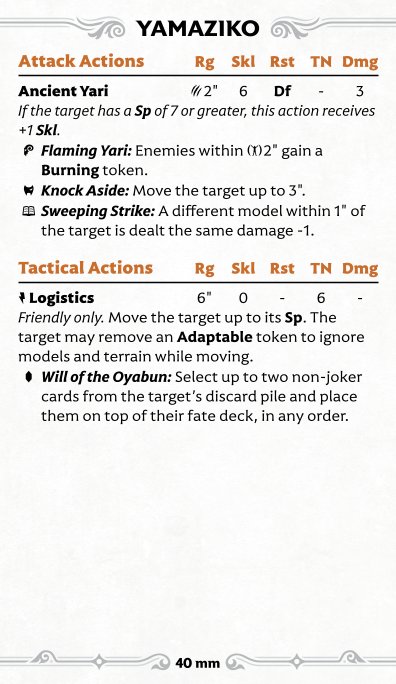 YAMAZIKO
Attack Actions Rg Skl Rst TN Dmg
Ancient Yari 2" 6 Df - 3
If the target has a Sp of 7 or greater, this action receives
+1 Skl.
Flaming Yari: Enemies within 2" gain a
Burning token.
Knock Aside: Move the target up to 3".
Sweeping Strike: A different model within 1" of
the target is dealt the same damage -1.
Tactical Actions Rg Skl Rst TN Dmg
Logistics 6" 0 - 6 -
Friendly only. Move the target up to its Sp. The
target may remove an Adaptable token to ignore
models and terrain while moving.
Will of the Oyabun: Select up to two non-joker
cards from the target's discard pile and place
them on top of their fate deck, in any order.
40 mm